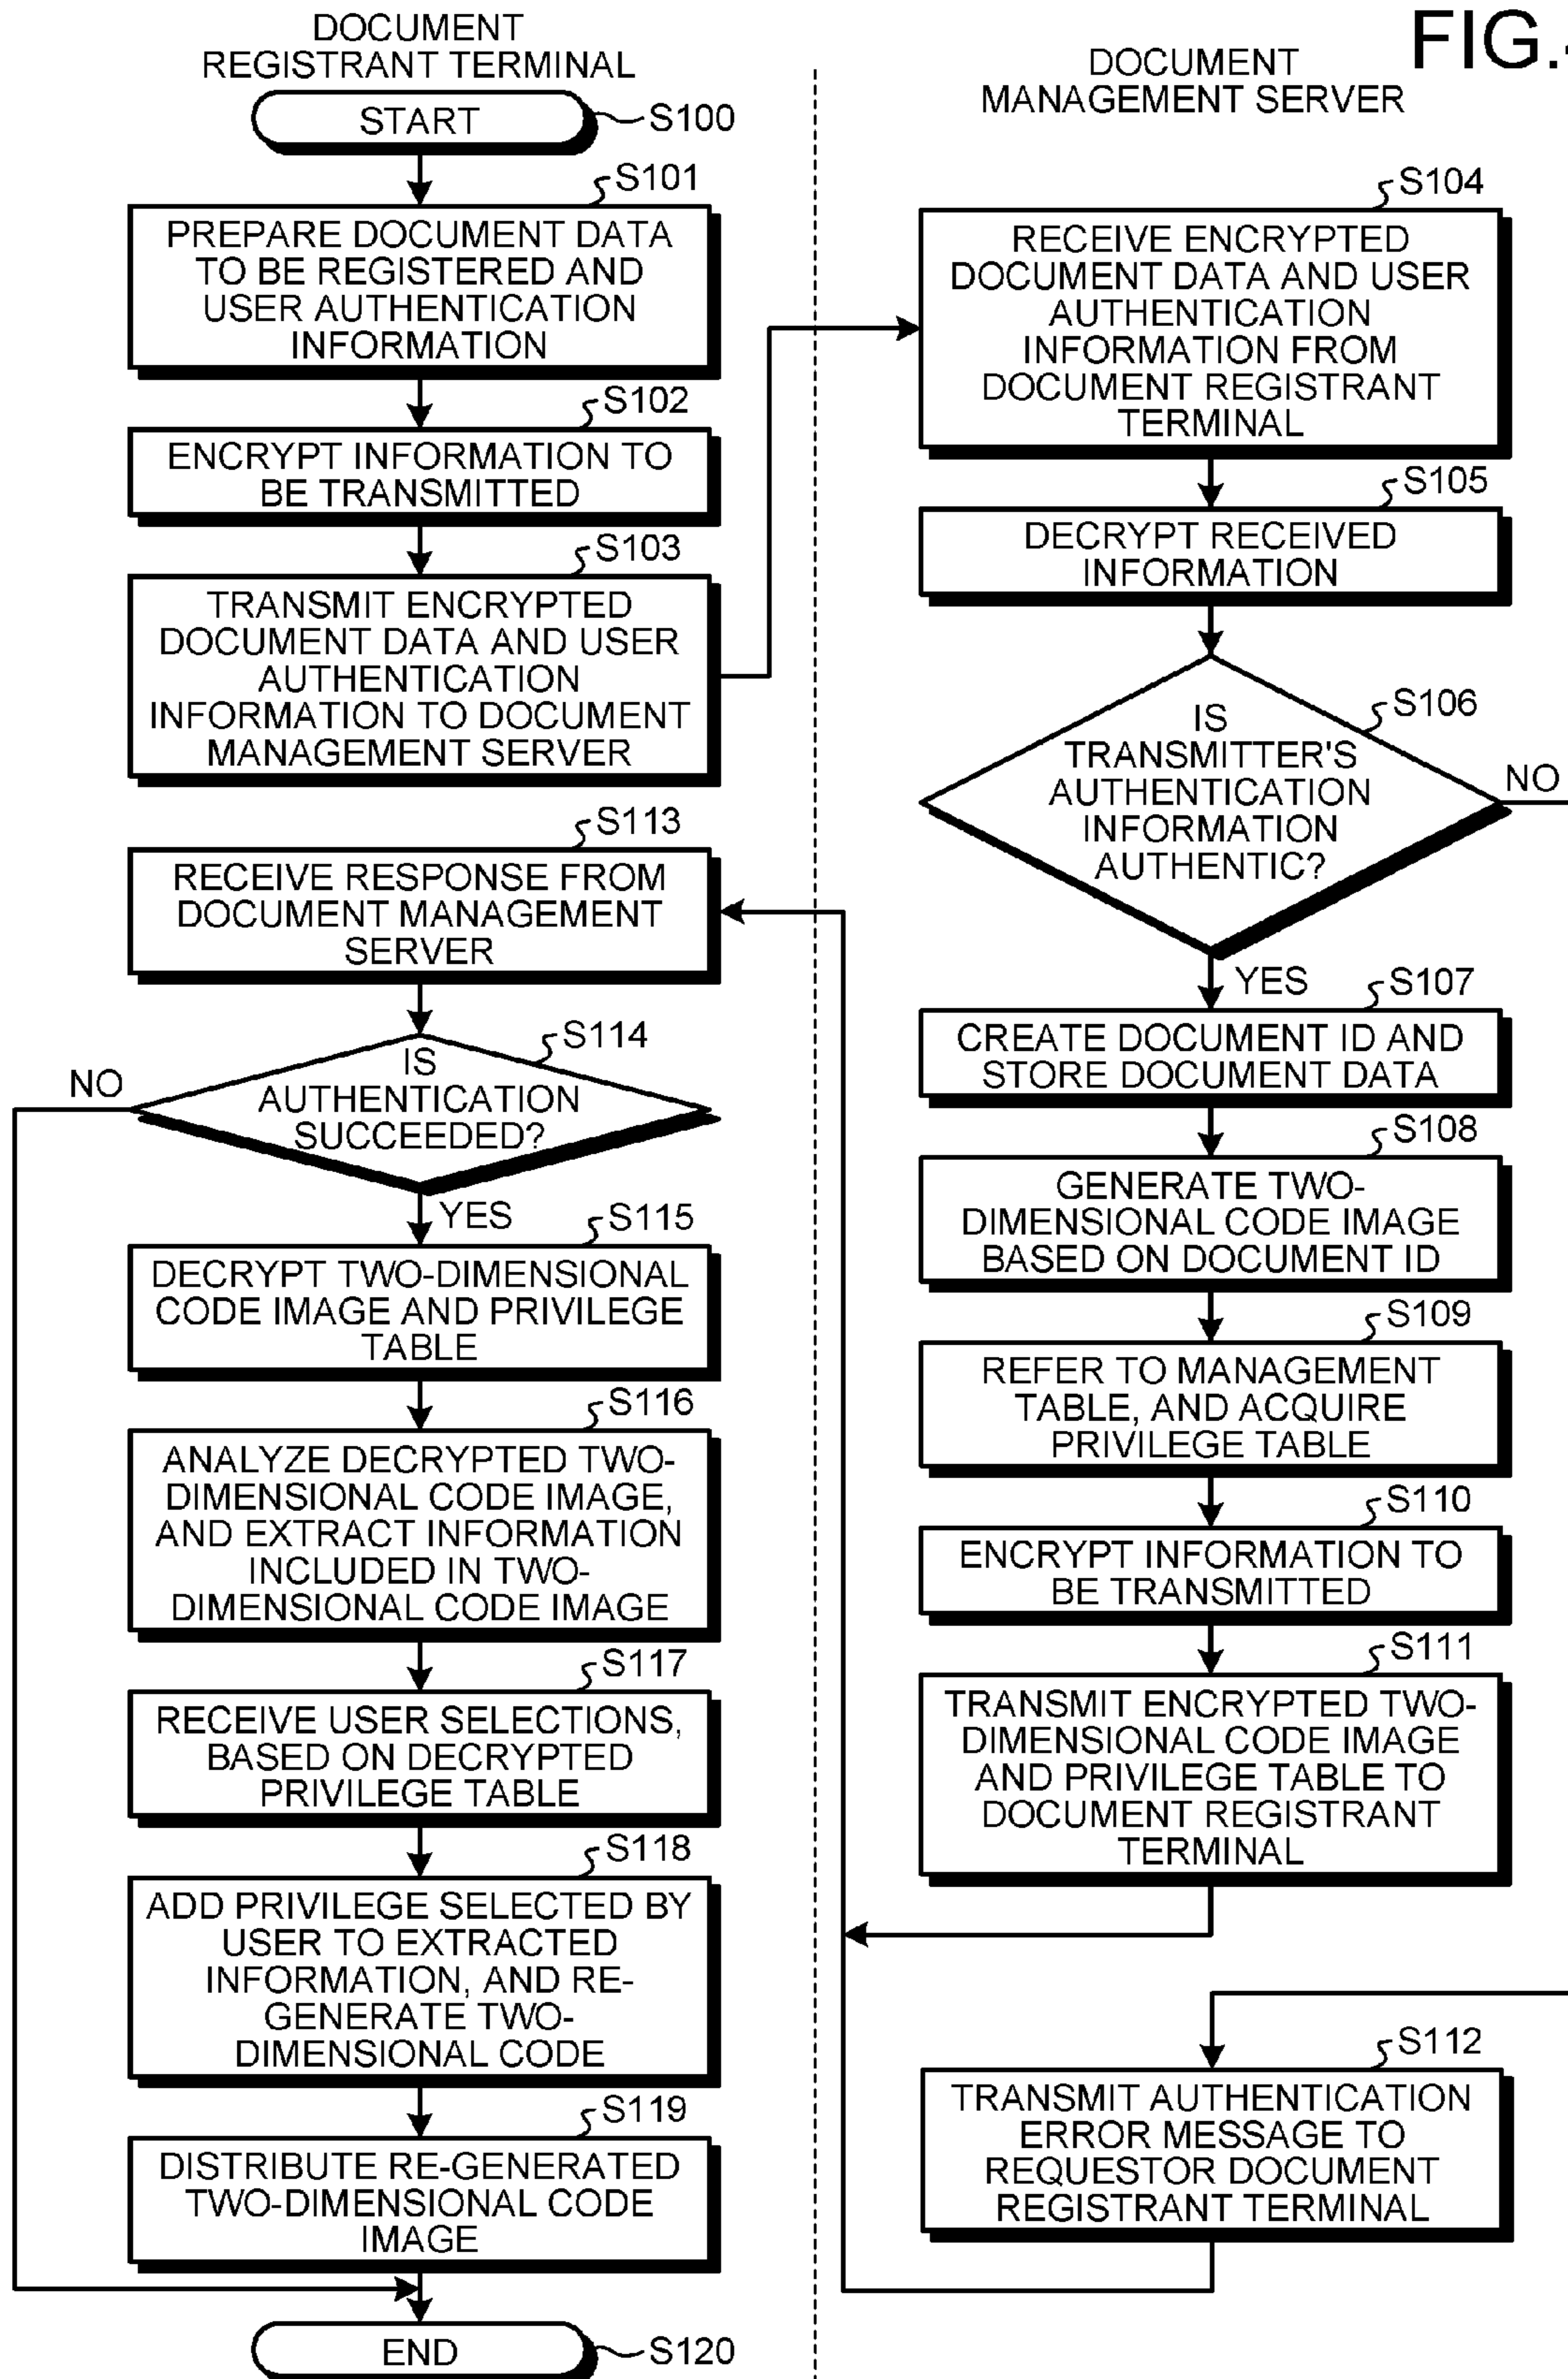 DOCUMENT
REGISTRANT TERMINAL
START
S100
S101
PREPARE DOCUMENT DATA
TO BE REGISTERED AND
USER AUTHENTICATION
INFORMATION
S102
ENCRYPT INFORMATION TO
BE TRANSMITTED
S103
TRANSMIT ENCRYPTED
DOCUMENT DATA AND USER
AUTHENTICATION
INFORMATION TO DOCUMENT
MANAGEMENT SERVER
S113
RECEIVE RESPONSE FROM
DOCUMENT MANAGEMENT
SERVER
S114
NO
IS
AUTHENTICATION
SUCCEEDED?
YES
S115
DECRYPT TWO-DIMENSIONAL
CODE IMAGE AND PRIVILEGE
TABLE
S116
ANALYZE DECRYPTED TWO-
DIMENSIONAL CODE IMAGE,
AND EXTRACT INFORMATION
INCLUDED IN TWO-
DIMENSIONAL CODE IMAGE
S117
RECEIVE USER SELECTIONS,
BASED ON DECRYPTED
PRIVILEGE TABLE
S118
ADD PRIVILEGE SELECTED BY
USER TO EXTRACTED
INFORMATION, AND RE-
GENERATE TWO-
DIMENSIONAL CODE
S119
DISTRIBUTE RE-GENERATED
TWO-DIMENSIONAL CODE
IMAGE
END
S120
FIG.
DOCUMENT
MANAGEMENT SERVER
S104
RECEIVE ENCRYPTED
DOCUMENT DATA AND USER
AUTHENTICATION
INFORMATION FROM
DOCUMENT REGISTRANT
TERMINAL
S105
DECRYPT RECEIVED
INFORMATION
S106
IS
TRANSMITTER'S
AUTHENTICATION
INFORMATION
AUTHENTIC?
NO
YES
S107
CREATE DOCUMENT ID AND
STORE DOCUMENT DATA
S108
GENERATE TWO-
DIMENSIONAL CODE IMAGE
BASED ON DOCUMENT ID
S109
REFER TO MANAGEMENT
TABLE, AND ACQUIRE
PRIVILEGE TABLE
S110
ENCRYPT INFORMATION TO
BE TRANSMITTED
S111
TRANSMIT ENCRYPTED TWO-
DIMENSIONAL CODE IMAGE
AND PRIVILEGE TABLE TO
DOCUMENT REGISTRANT
TERMINAL
S112
TRANSMIT AUTHENTICATION
ERROR MESSAGE TO
REQUESTOR DOCUMENT
REGISTRANT TERMINAL